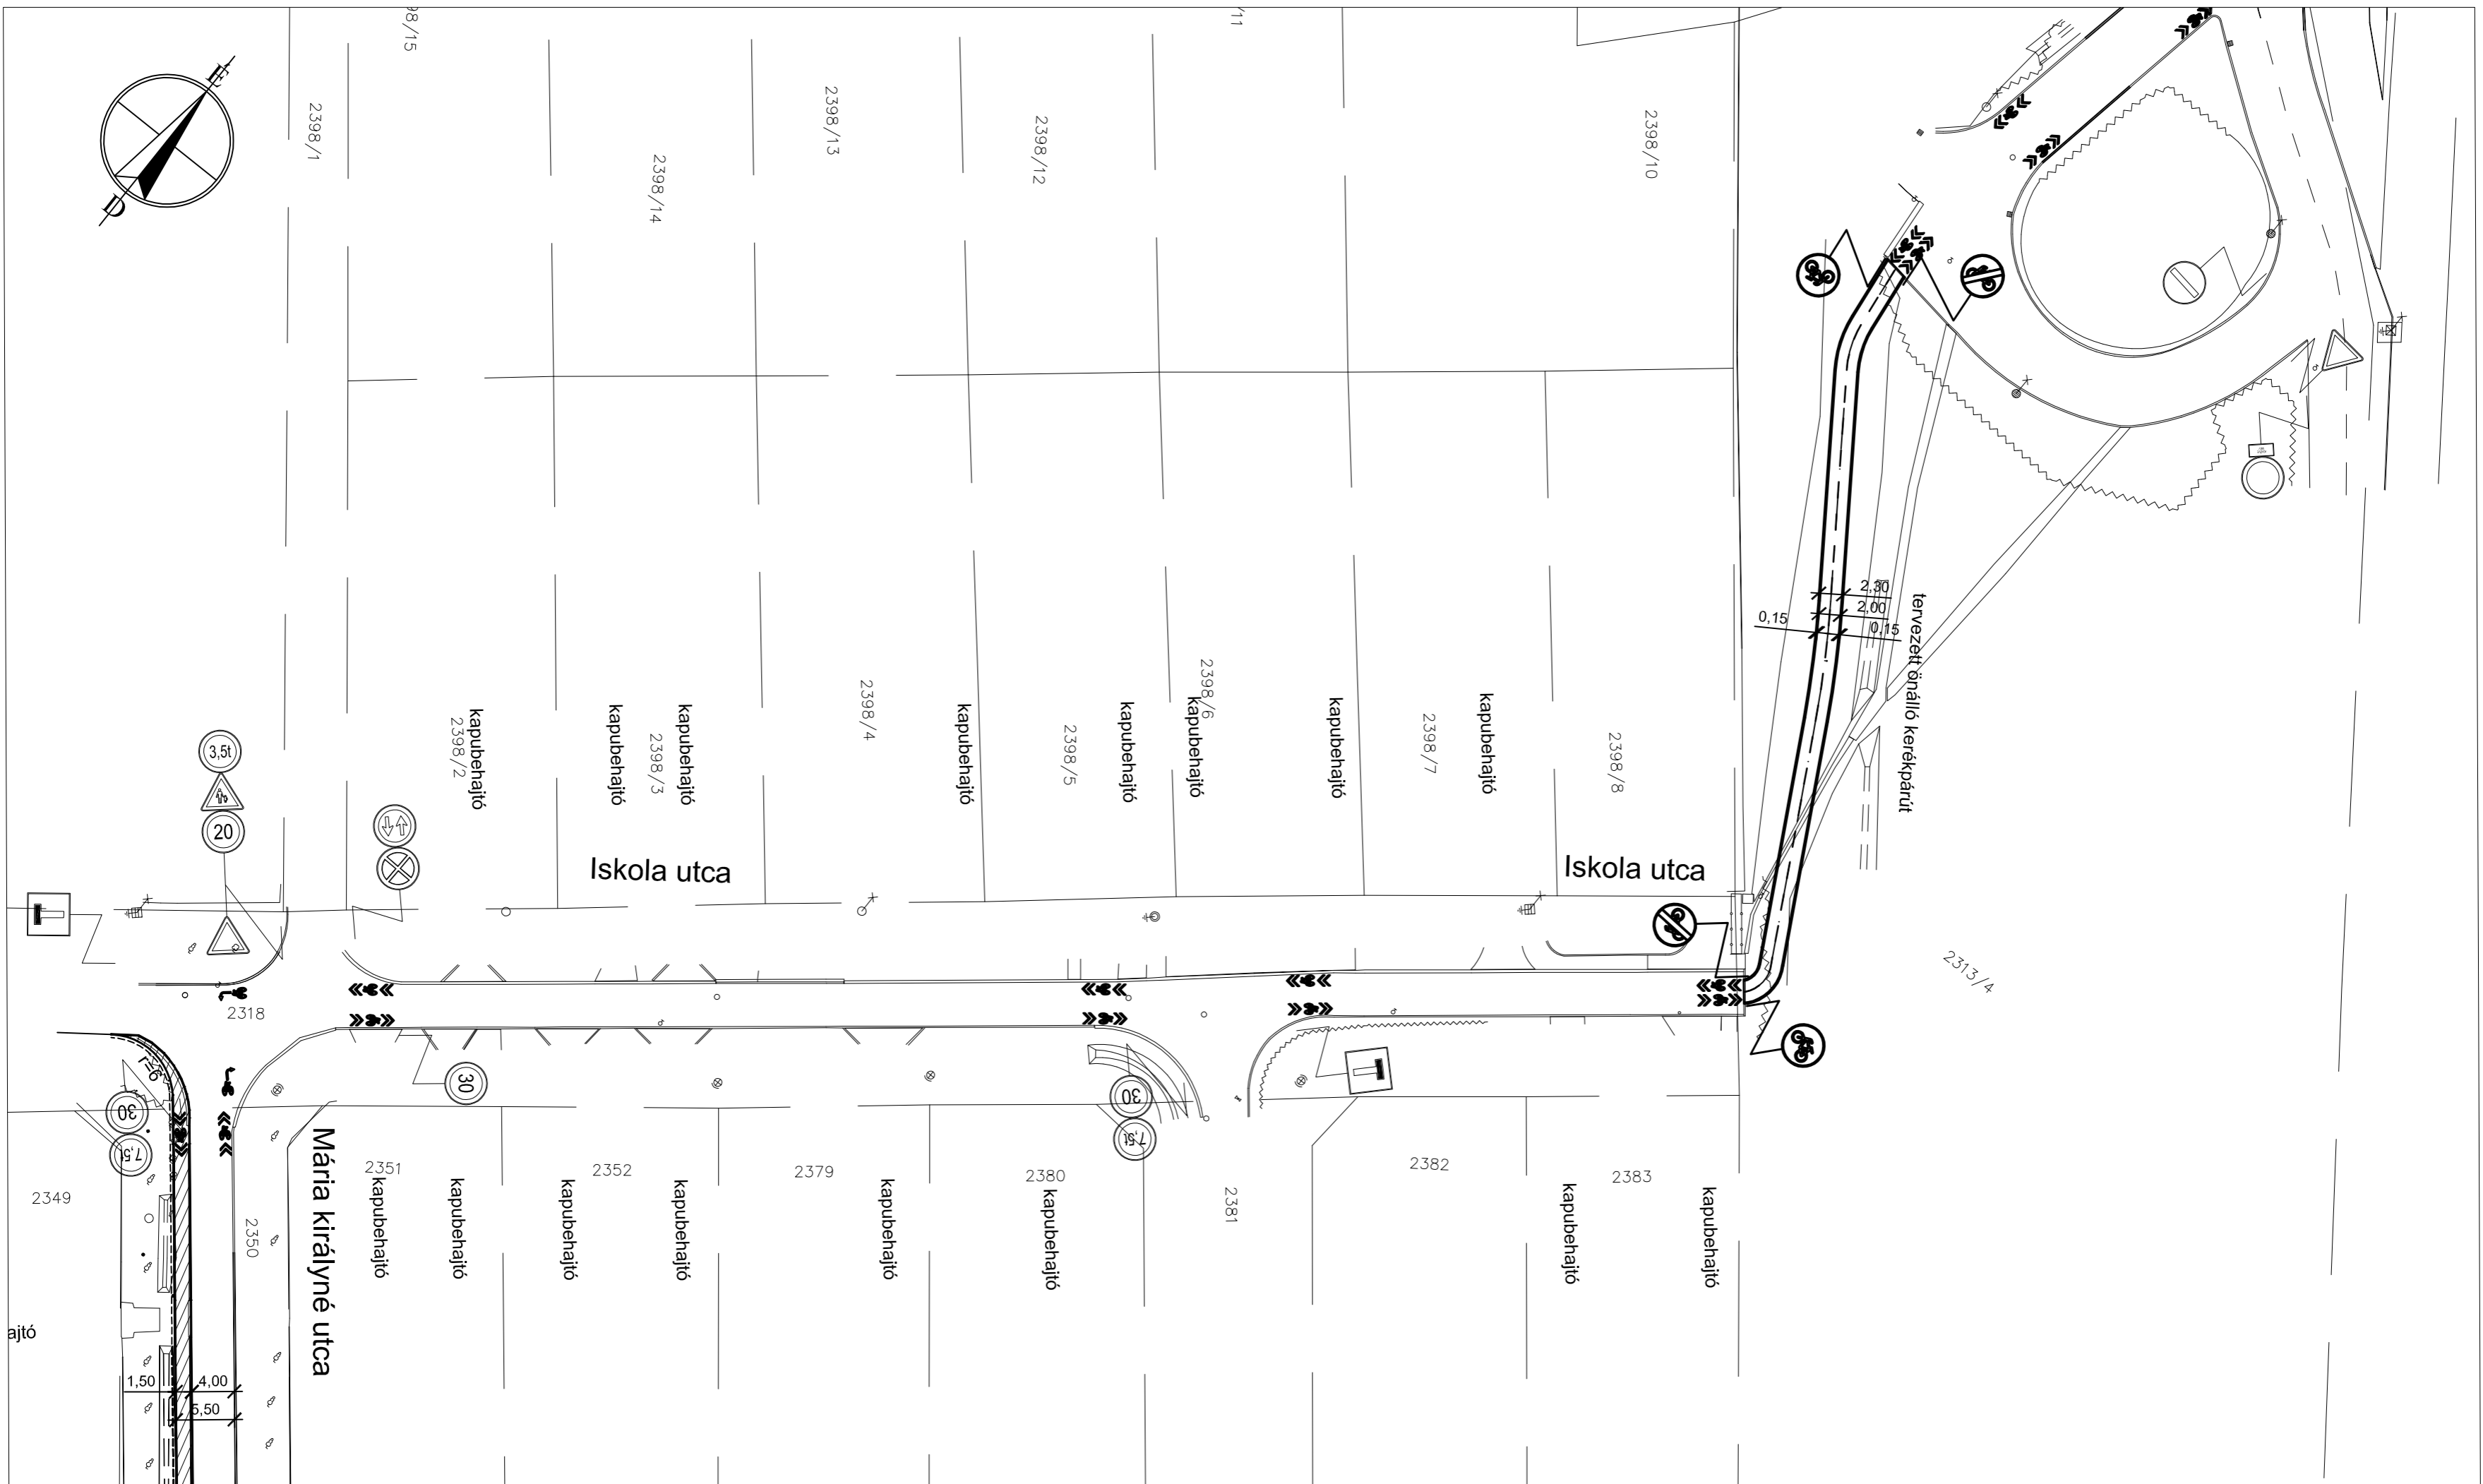 98/15
/11
É
D
2398/1
2398/14
2398/13
2398/12
2398/10
2,30
2,00
0,15
0,15
tervezett önálló kerékpárút
2398/2
kapubehajtó
kapubehajtó
2398/3
kapubehajtó
2398/4
kapubehajtó
2398/5
kapubehajtó
2398/6
kapubehajtó
kapubehajtó
2398/7
kapubehajtó
2398/8
3,5t
20
Iskola utca
Iskola utca
2313/4
2318
r=6
30
7,5t
30
30
7,5t
2349
2350
Mária királyné utca
2351
kapubehajtó
kapubehajtó
2352
kapubehajtó
kapubehajtó
2379
kapubehajtó
2380
kapubehajtó
2381
2382
2383
kapubehajtó
kapubehajtó
ajtó
1,50
4,00
5,50